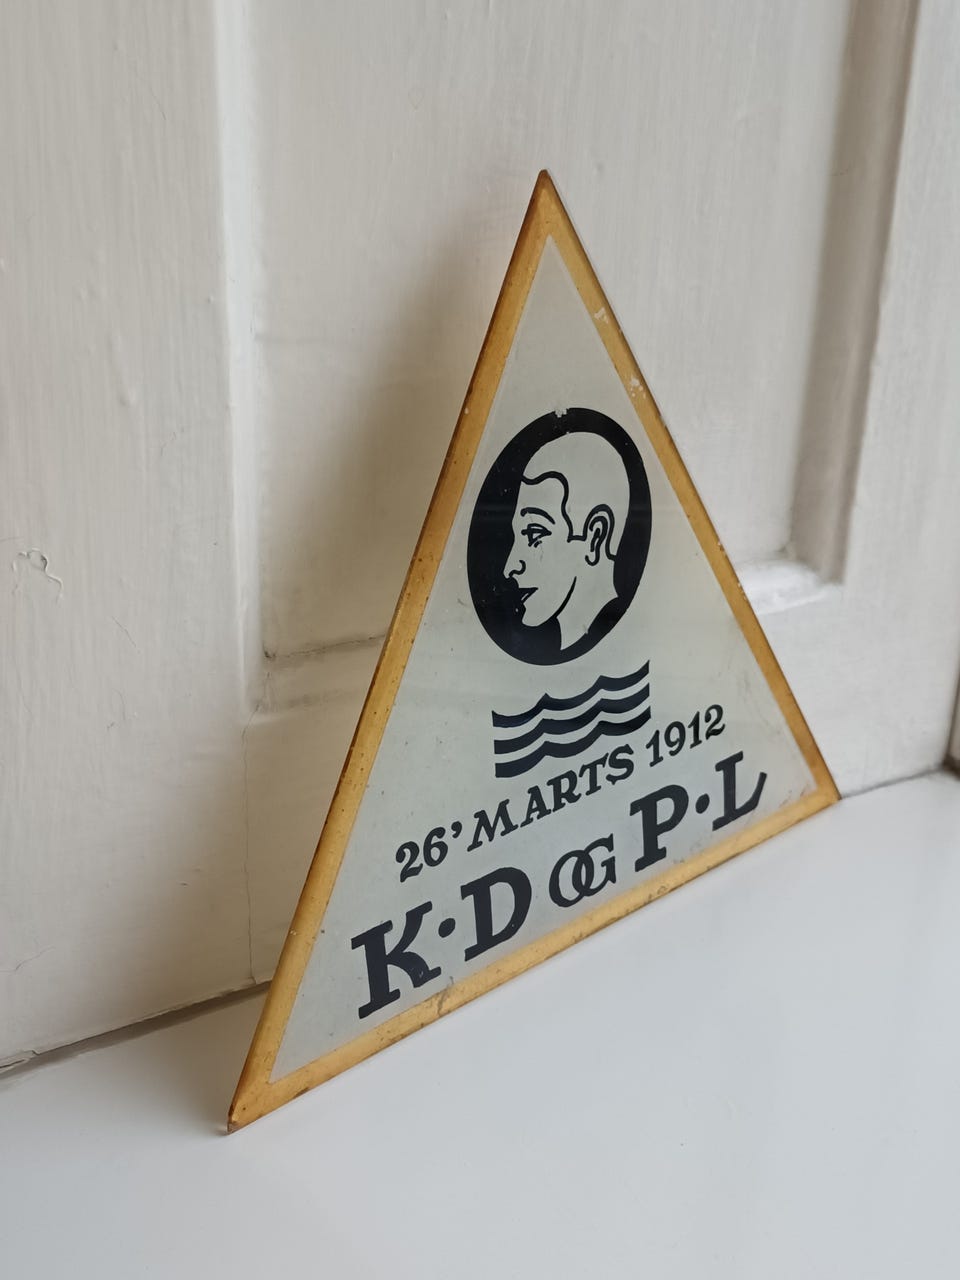 26' MARTS 1912
K·D OG P·L